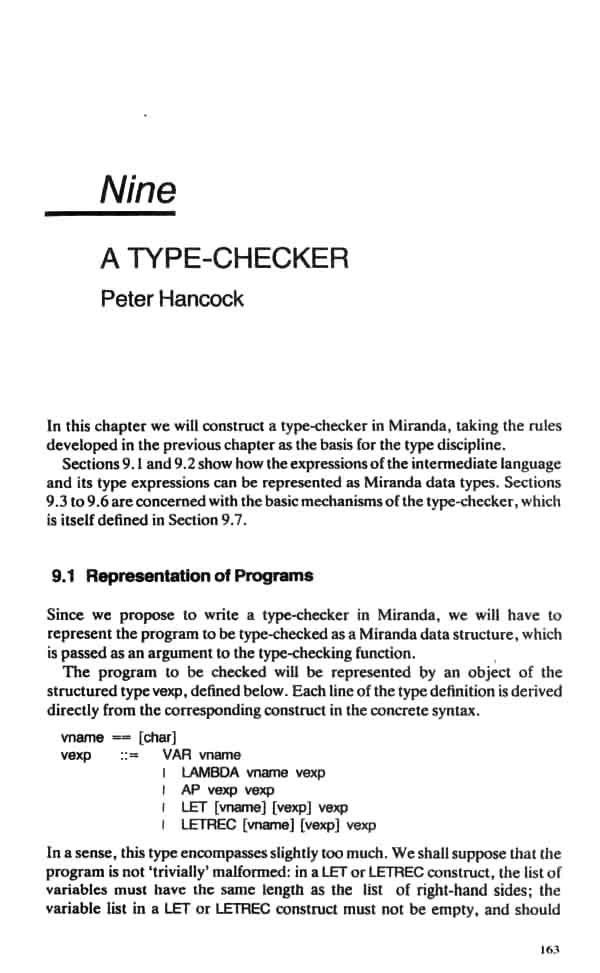 Nine
A TYPE-CHECKER
Peter Hancock
In this chapter we will construct a type-checker in Miranda, taking the rules
developed in the previous chapter as the basis for the type discipline.
Sections 9.1 and 9.2 show how the expressions of the intermediate language
and its type expressions can be represented as Miranda data types. Sections
9.3 to 9.6 are concerned with the basic mechanisms of the type-checker, which
is itself defined in Section 9.7.
9.1 Representation of Programs
Since we propose to write a type-checker in Miranda, we will have to
represent the program to be type-checked as a Miranda data structure, which
is passed as an argument to the type-checking function.
The program to be checked will be represented by an object of the
structured type vexp, defined below. Each line of the type definition is derived
directly from the corresponding construct in the concrete syntax.
vname == [char]
vexp ::= VAR vname
| LAMBDA vname vexp
| AP vexp vexp
| LET [vname] [vexp] vexp
| LETREC [vname] [vexp] vexp
In a sense, this type encompasses slightly too much. We shall suppose that the
program is not ‘trivially’ malformed: in a LET or LETREC construct, the list of
variables must have the same length as the list of right-hand sides; the
variable list in a LET or LETREC construct must not be empty, and should
163